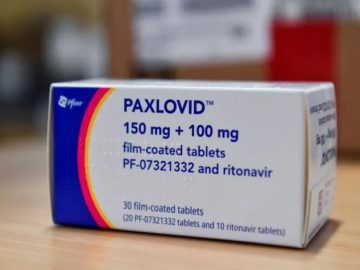 Pfizer
PAXLOVID™
150 mg + 100 mg
film-coated tablets
PF-07321332 and ritonavir
30 film-coated tablets
(20 PF-07321332 tablets and 10 ritonavir tablets)